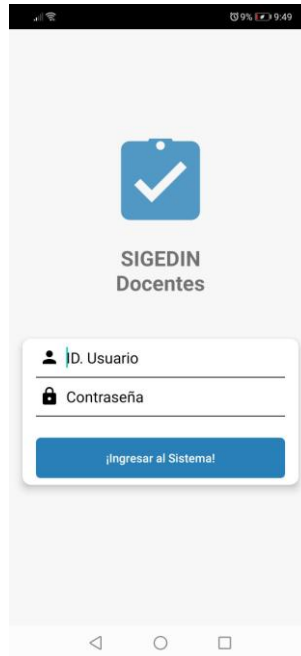 9% 9:49
SIGEDIN
Docentes
ID. Usuario
Contraseña
¡Ingresar al Sistema!